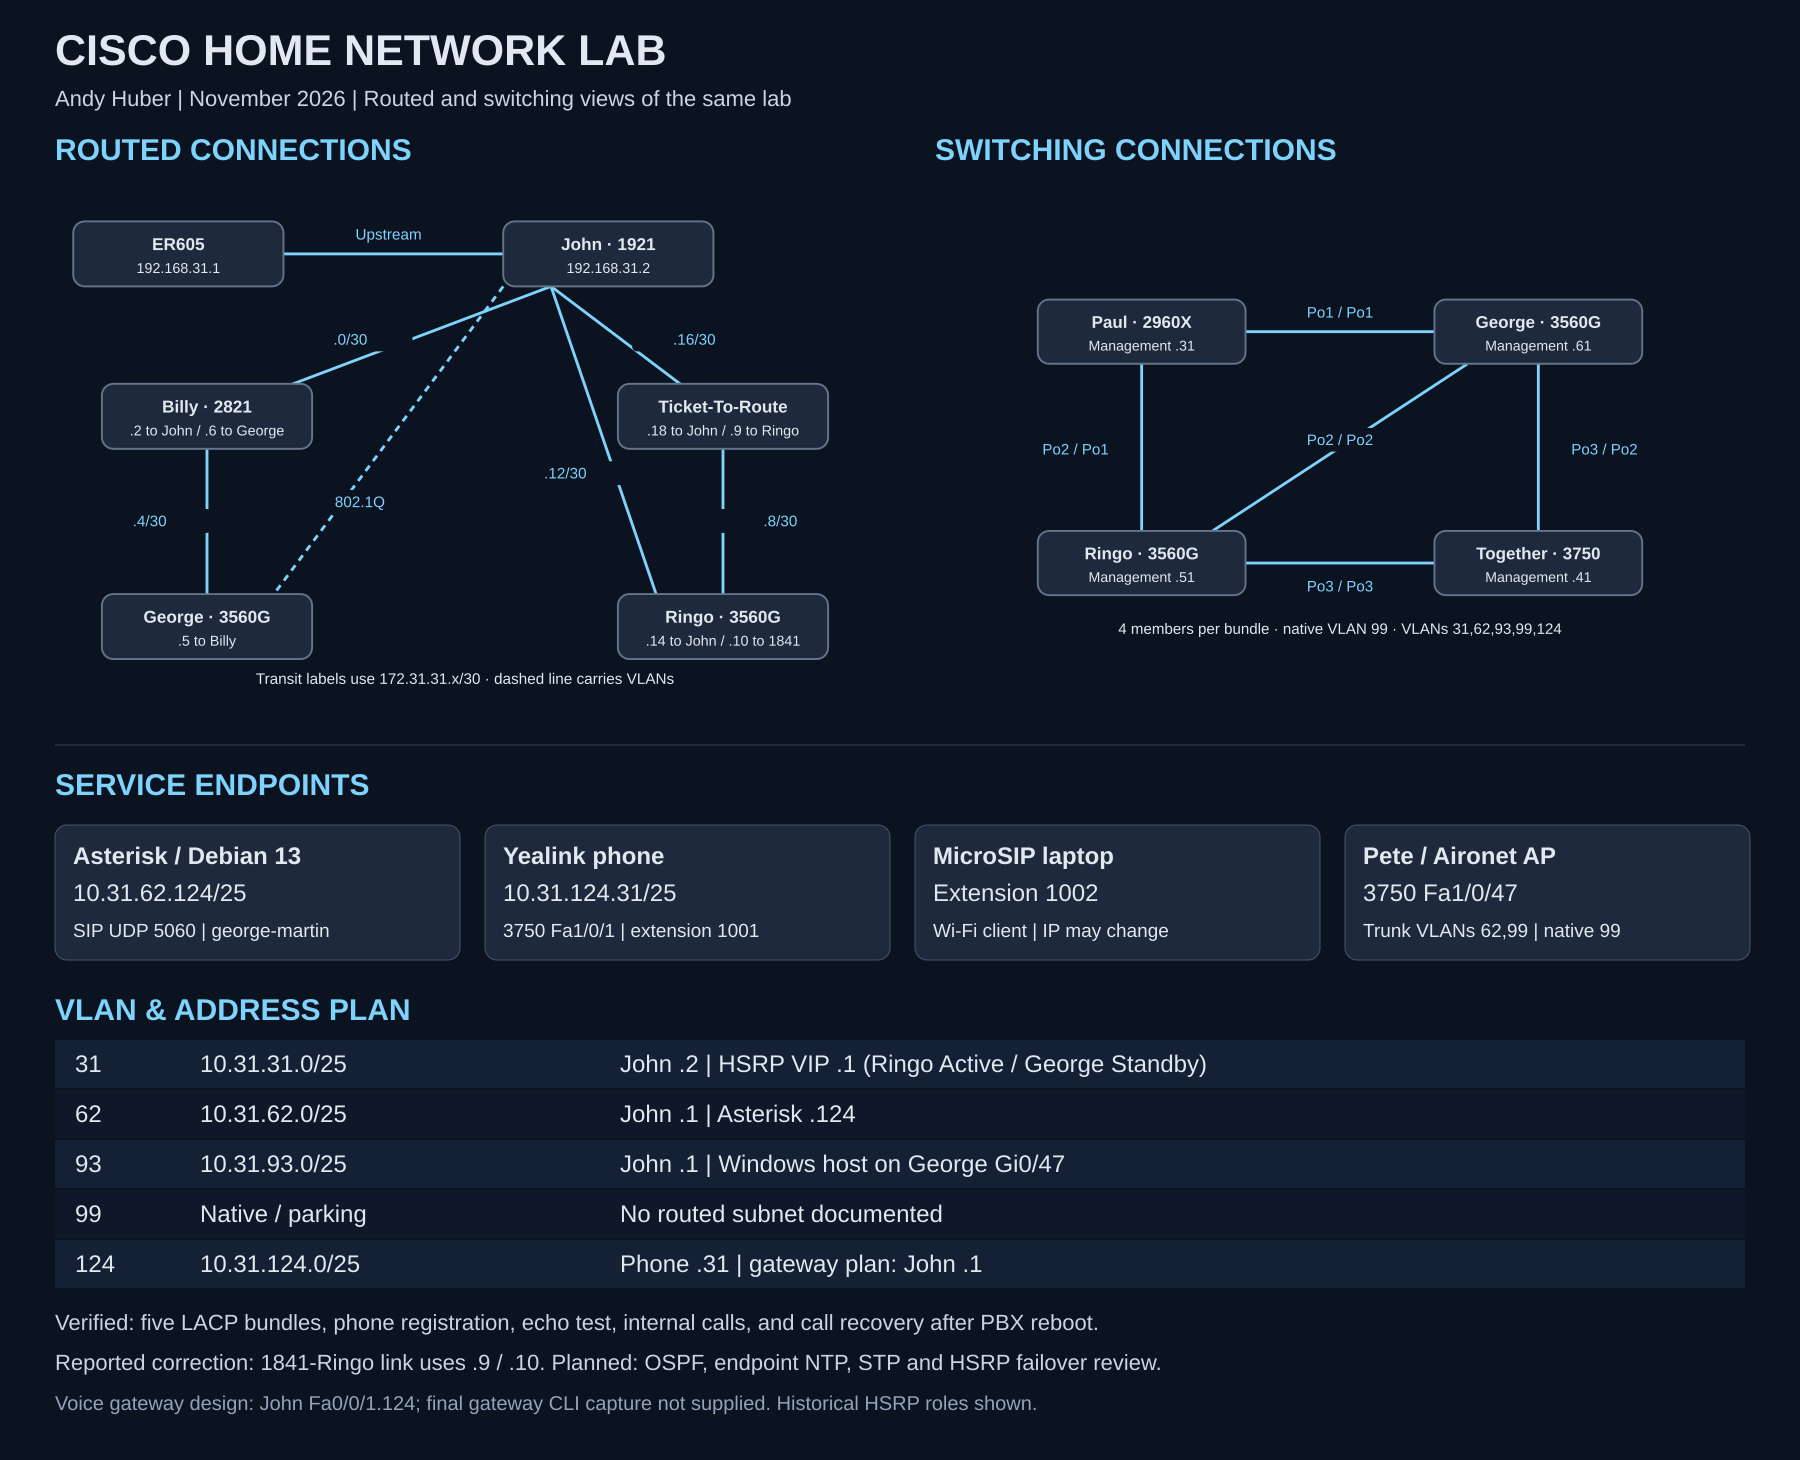 CISCO HOME NETWORK LAB
Andy Huber | November 2026 | Routed and switching views of the same lab
ROUTED CONNECTIONS
ER605
192.168.31.1
Upstream
John · 1921
192.168.31.2
.0/30
.16/30
Billy · 2821
.2 to John / .6 to George
Ticket-To-Route
.18 to John / .9 to Ringo
.12/30
802.1Q
.4/30
.8/30
George · 3560G
.5 to Billy
Ringo · 3560G
.14 to John / .10 to 1841
Transit labels use 172.31.31.x/30 · dashed line carries VLANs
SWITCHING CONNECTIONS
Paul · 2960X
Management .31
Po1 / Po1
George · 3560G
Management .61
Po2 / Po1
Po2 / Po2
Po3 / Po2
Ringo · 3560G
Management .51
Po3 / Po3
Together · 3750
Management .41
4 members per bundle · native VLAN 99 · VLANs 31,62,93,99,124
SERVICE ENDPOINTS
Asterisk / Debian 13
10.31.62.124/25
SIP UDP 5060 | george-martin
Yealink phone
10.31.124.31/25
3750 Fa1/0/1 | extension 1001
MicroSIP laptop
Extension 1002
Wi-Fi client | IP may change
Pete / Aironet AP
3750 Fa1/0/47
Trunk VLANs 62,99 | native 99
VLAN & ADDRESS PLAN
31 10.31.31.0/25 John .2 | HSRP VIP .1 (Ringo Active / George Standby)
62 10.31.62.0/25 John .1 | Asterisk .124
93 10.31.93.0/25 John .1 | Windows host on George Gi0/47
99 Native / parking No routed subnet documented
124 10.31.124.0/25 Phone .31 | gateway plan: John .1
Verified: five LACP bundles, phone registration, echo test, internal calls, and call recovery after PBX reboot.
Reported correction: 1841-Ringo link uses .9 / .10. Planned: OSPF, endpoint NTP, STP and HSRP failover review.
Voice gateway design: John Fa0/0/1.124; final gateway CLI capture not supplied. Historical HSRP roles shown.